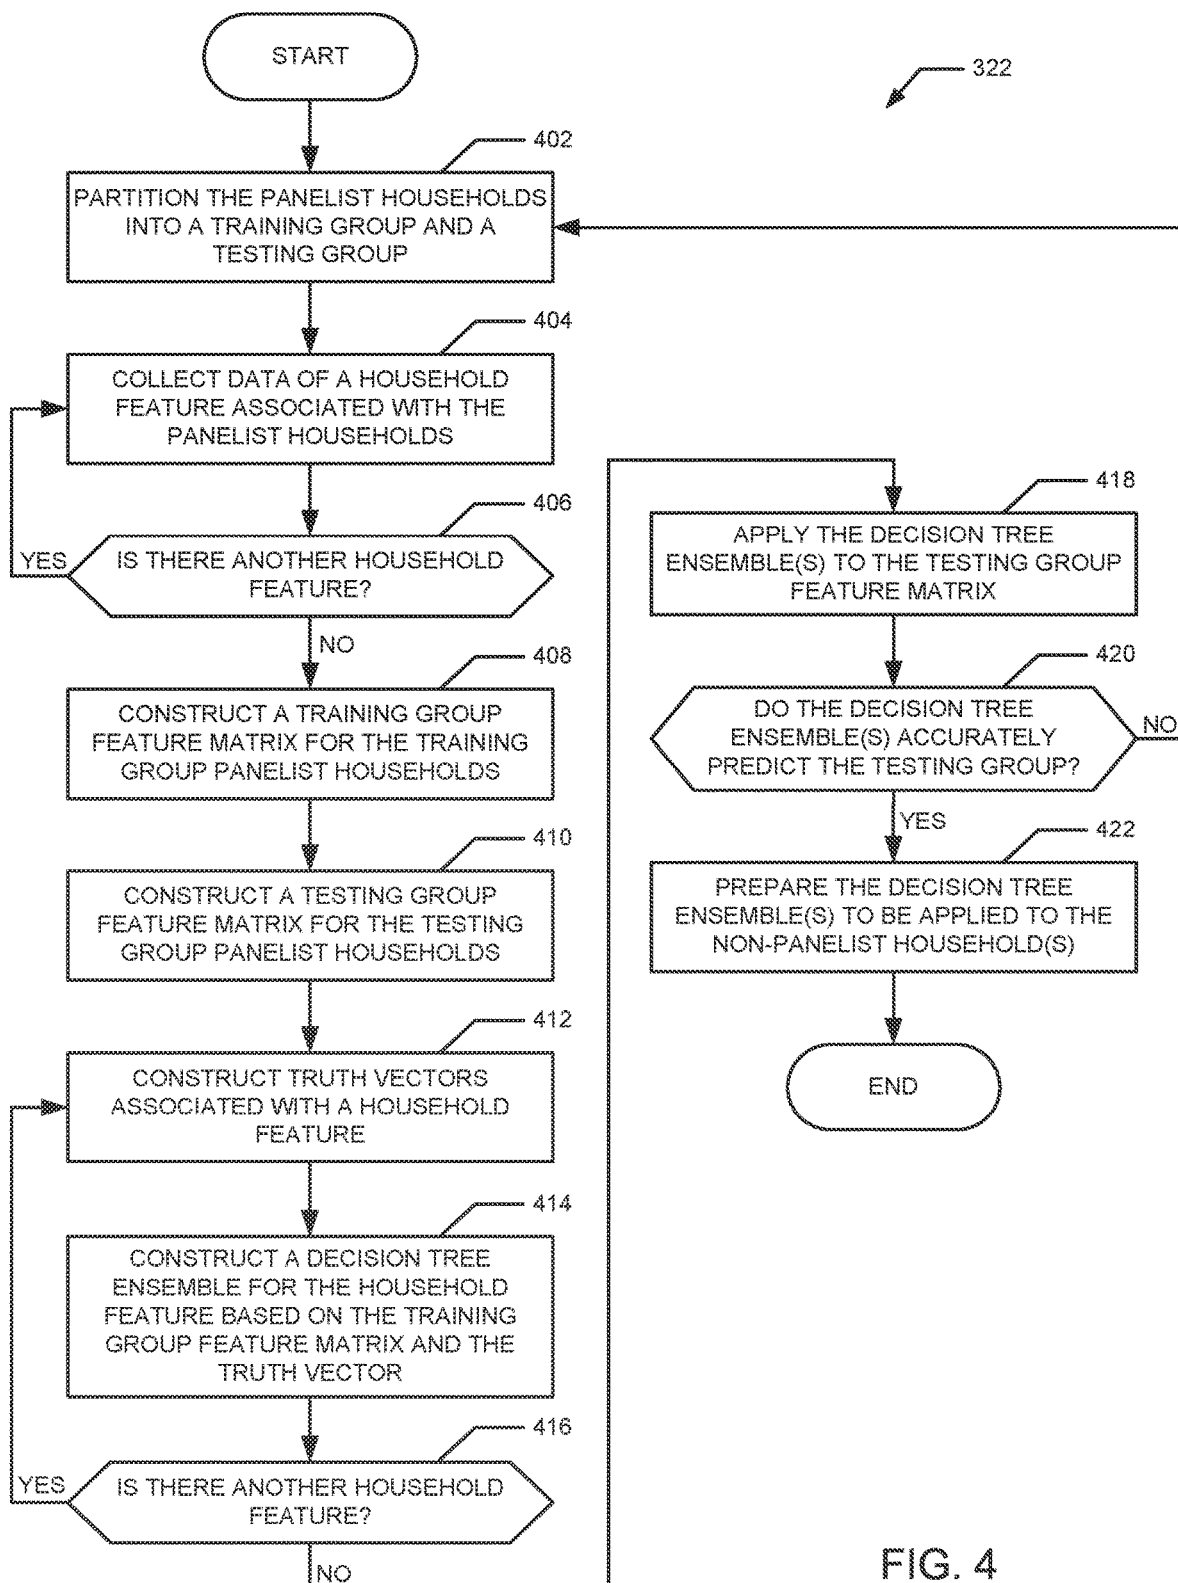 START
322
402
PARTITION THE PANELIST HOUSEHOLDS
INTO A TRAINING GROUP AND A
TESTING GROUP
404
COLLECT DATA OF A HOUSEHOLD
FEATURE ASSOCIATED WITH THE
PANELIST HOUSEHOLDS
406
YES
IS THERE ANOTHER HOUSEHOLD
FEATURE?
NO
408
CONSTRUCT A TRAINING GROUP
FEATURE MATRIX FOR THE TRAINING
GROUP PANELIST HOUSEHOLDS
410
CONSTRUCT A TESTING GROUP
FEATURE MATRIX FOR THE TESTING
GROUP PANELIST HOUSEHOLDS
412
CONSTRUCT TRUTH VECTORS
ASSOCIATED WITH A HOUSEHOLD
FEATURE
414
CONSTRUCT A DECISION TREE
ENSEMBLE FOR THE HOUSEHOLD
FEATURE BASED ON THE TRAINING
GROUP FEATURE MATRIX AND THE
TRUTH VECTOR
416
YES
IS THERE ANOTHER HOUSEHOLD
FEATURE?
NO
418
APPLY THE DECISION TREE
ENSEMBLE(S) TO THE TESTING GROUP
FEATURE MATRIX
420
DO THE DECISION TREE
ENSEMBLE(S) ACCURATELY
PREDICT THE TESTING GROUP?
NO
YES
422
PREPARE THE DECISION TREE
ENSEMBLE(S) TO BE APPLIED TO THE
NON-PANELIST HOUSEHOLD(S)
END
FIG. 4